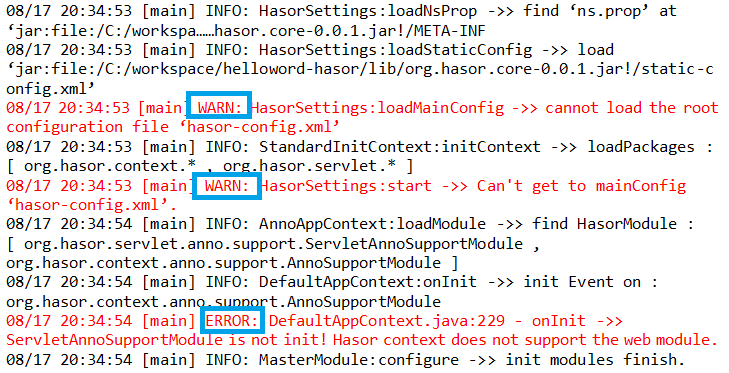 08/17 20:34:53 [main] INFO: HasorSettings:loadNsProp ->> find ‘ns.prop’ at
‘jar:file:/C:/workspa……hasor.core-0.0.1.jar!/META-INF
08/17 20:34:53 [main] INFO: HasorSettings:loadStaticConfig ->> load
‘jar:file:/C:/workspace/helloword-hasor/lib/org.hasor.core-0.0.1.jar!/static-c
onfig.xml’
08/17 20:34:53 [main] WARN: HasorSettings:loadMainConfig ->> cannot load the root
configuration file ‘hasor-config.xml’
08/17 20:34:53 [main] INFO: StandardInitContext:initContext ->> loadPackages :
[ org.hasor.context.* , org.hasor.servlet.* ]
08/17 20:34:53 [main] WARN: HasorSettings:start ->> Can't get to mainConfig
‘hasor-config.xml’.
08/17 20:34:54 [main] INFO: AnnoAppContext:loadModule ->> find HasorModule :
[ org.hasor.servlet.anno.support.ServletAnnoSupportModule ,
org.hasor.context.anno.support.AnnoSupportModule ]
08/17 20:34:54 [main] INFO: DefaultAppContext:onInit ->> init Event on :
org.hasor.context.anno.support.AnnoSupportModule
08/17 20:34:54 [main] ERROR: DefaultAppContext.java:229 - onInit ->>
ServletAnnoSupportModule is not init! Hasor context does not support the web module.
08/17 20:34:54 [main] INFO: MasterModule:configure ->> init modules finish.